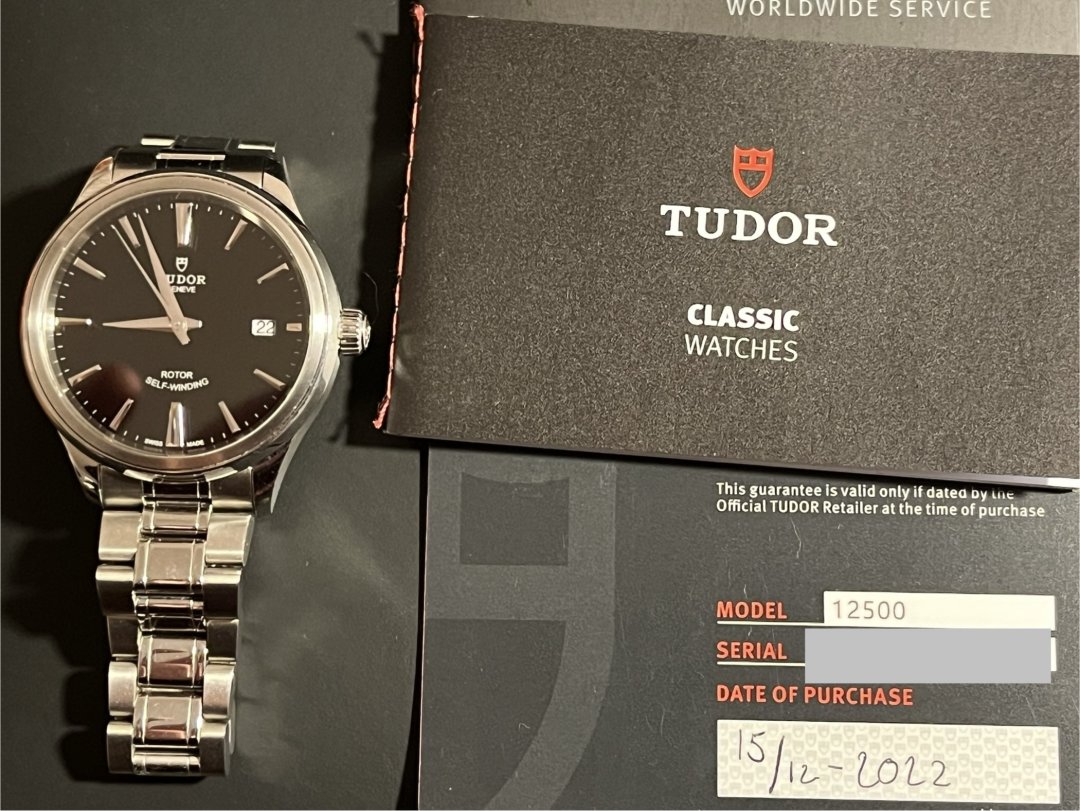 WORLDWIDE SERVICE
TUDOR
CLASSIC
WATCHES
This guarantee is valid only if dated by the
Official TUDOR Retailer at the time of purchase
MODEL 12500
SERIAL
DATE OF PURCHASE
15/12-2022
TUDOR
GENEVE
22
ROTOR
SELF-WINDING
SWISS MADE